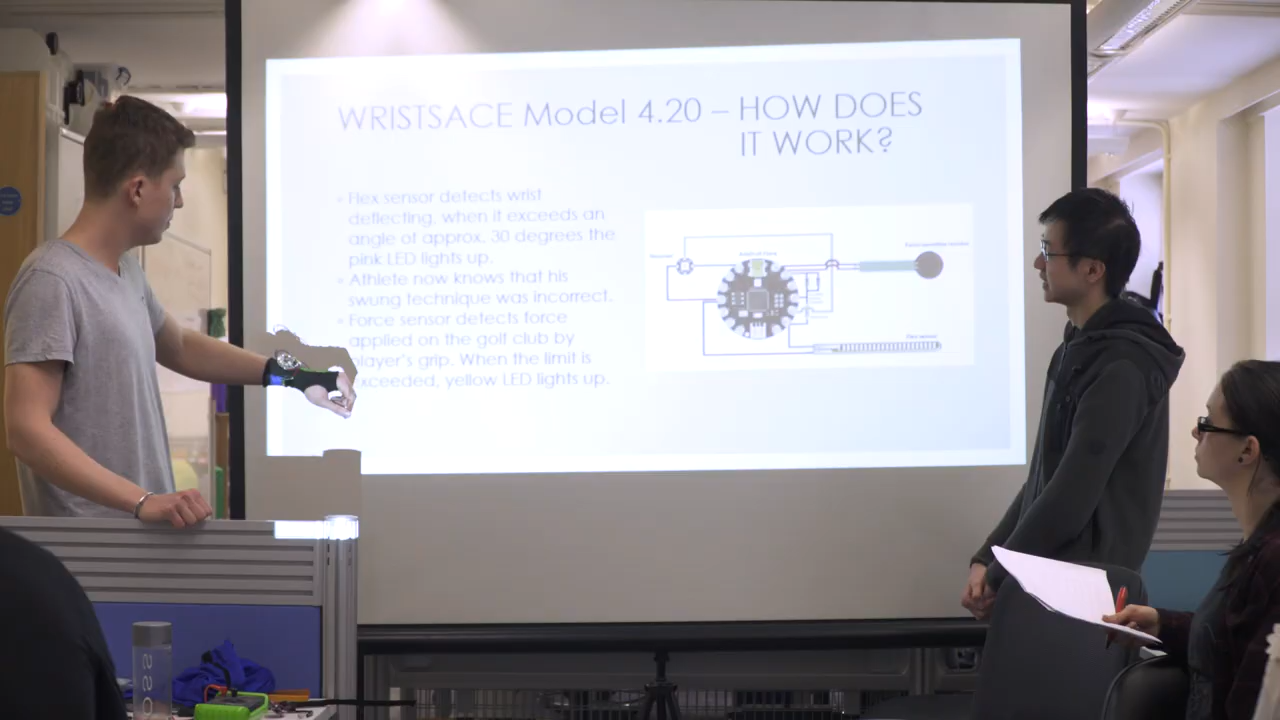 WRISTSACE Model 4.20 – HOW DOES
IT WORK?
Flex sensor detects wrist
deflecting, when it exceeds an
angle of approx. 30 degrees the
pink LED lights up.
Athlete now knows that his
swung technique was incorrect.
Force sensor detects force
applied on the golf club by
player's grip. When the limit is
exceeded, yellow LED lights up.
Flex sensor